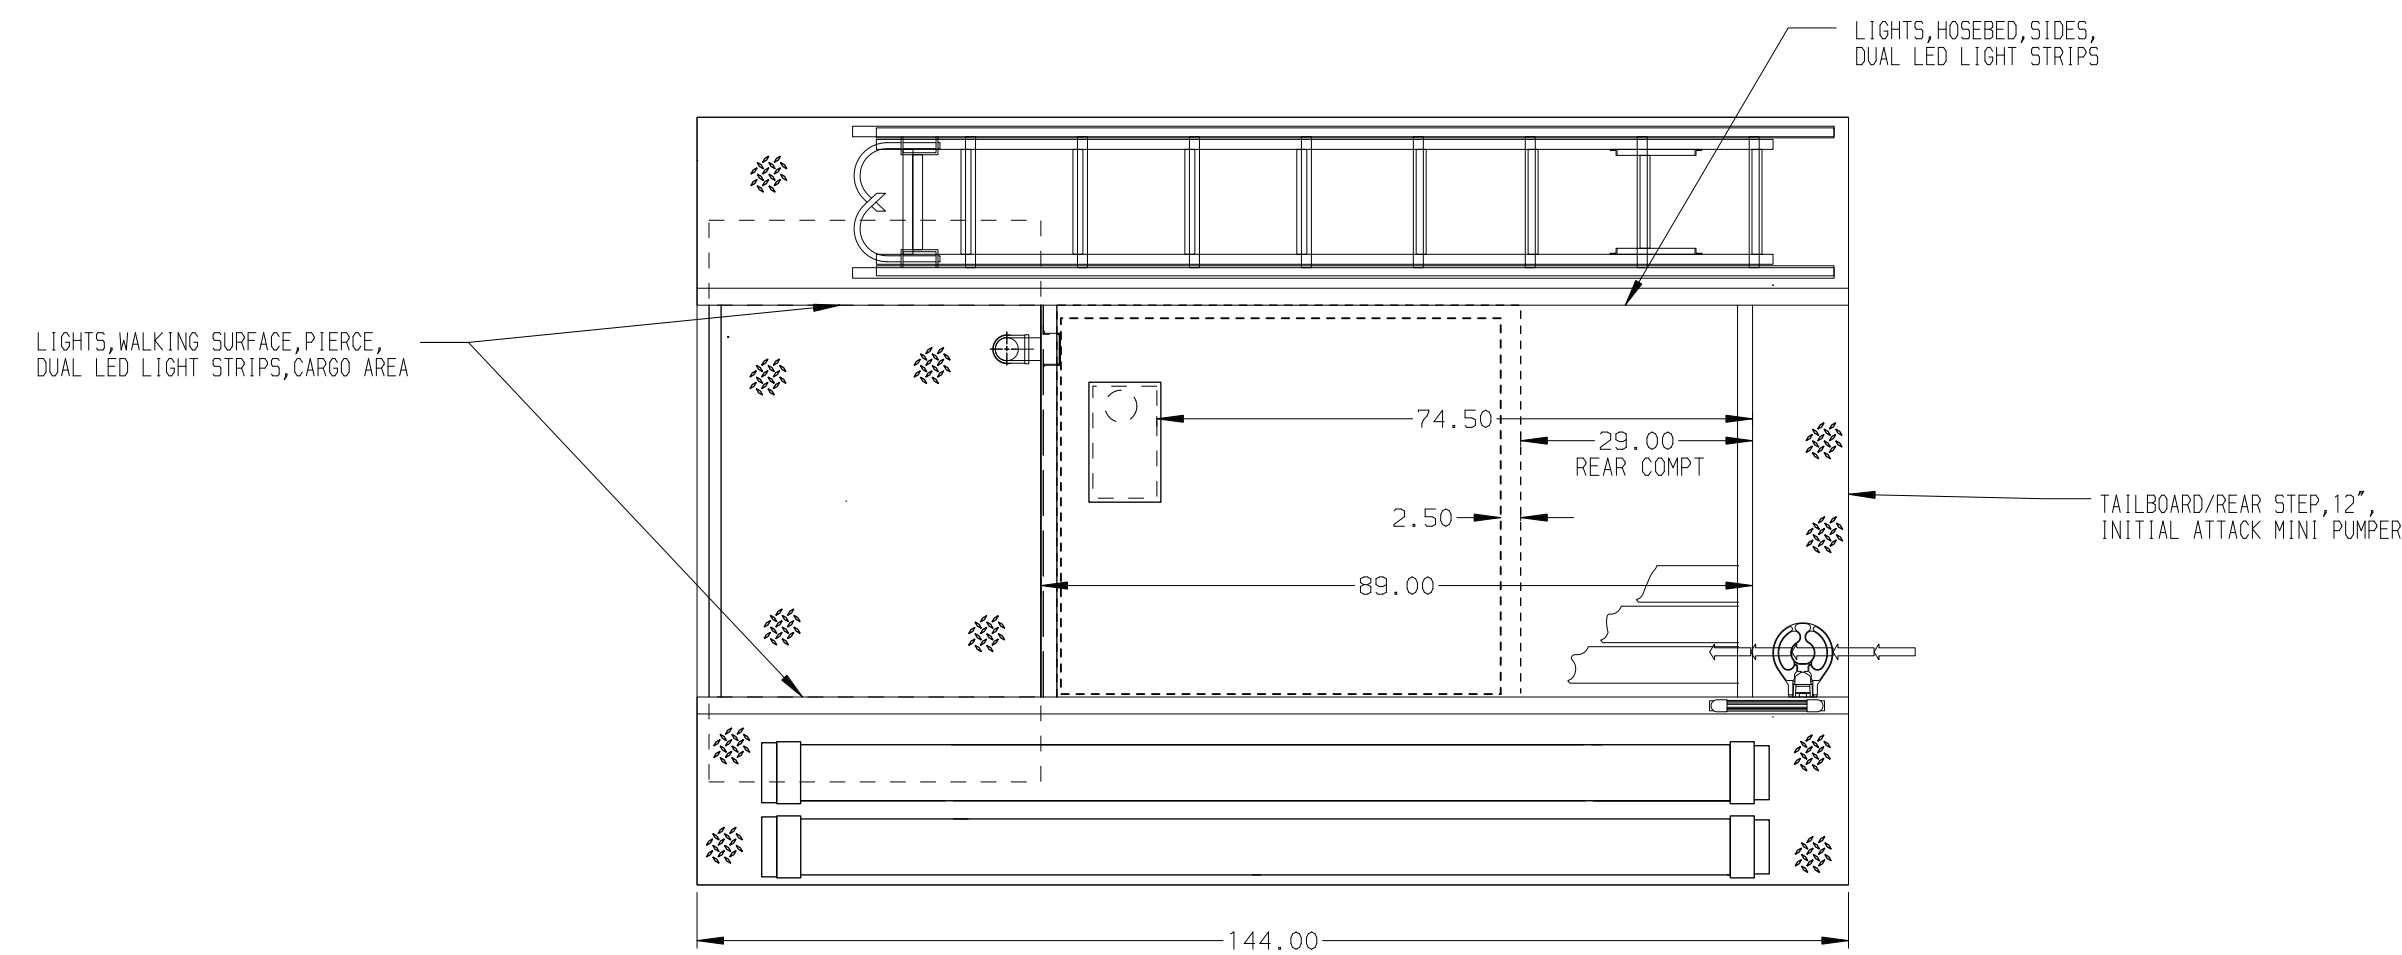 LIGHTS,HOSEBED,SIDES,
DUAL LED LIGHT STRIPS
LIGHTS,WALKING SURFACE,PIERCE,
DUAL LED LIGHT STRIPS,CARGO AREA
74.50
29.00
REAR COMPT
2.50
TAILBOARD/REAR STEP,12",
INITIAL ATTACK MINI PUMPER
89.00
144.00